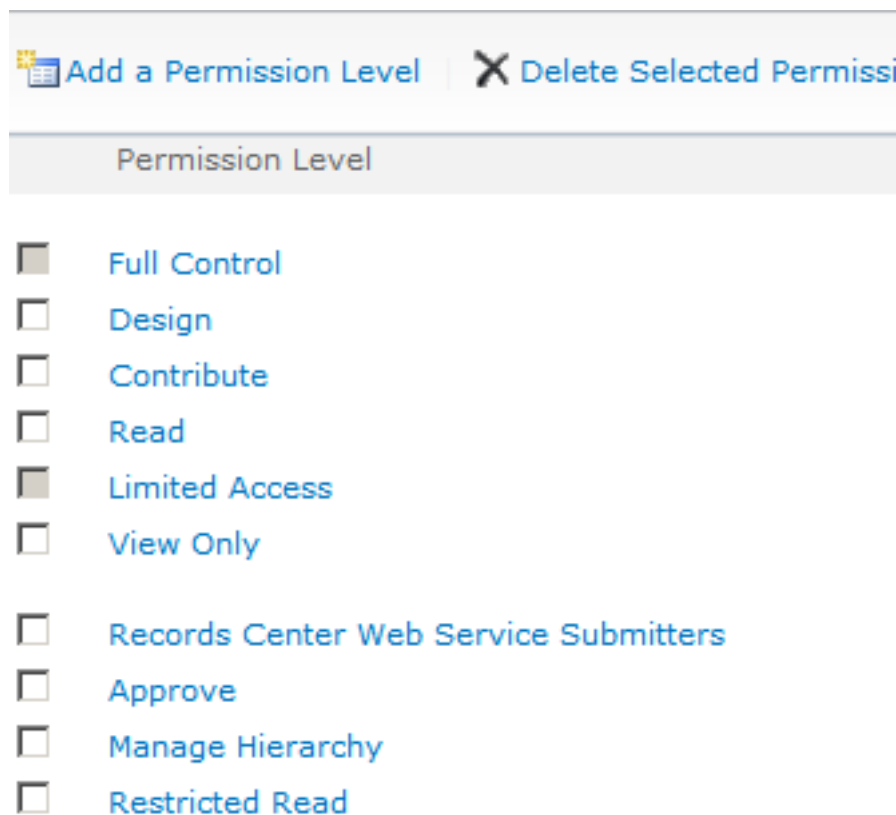 Add a Permission Level Delete Selected
Permission Level
Full Control
Design
Contribute
Read
Limited Access
View Only
Records Center Web Service Submitters
Approve
Manage Hierarchy
Restricted Read